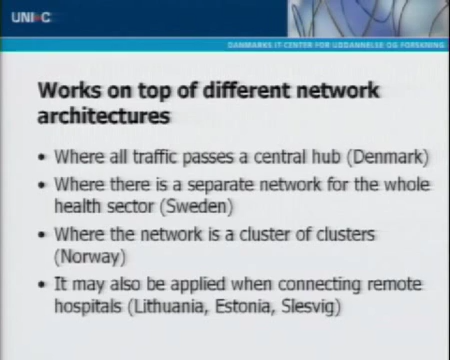 UNI•C
DANMARKS IT-CENTER FOR UDDANNELSE OG FORSKNING
Works on top of different network
architectures
• Where all traffic passes a central hub (Denmark)
• Where there is a separate network for the whole
health sector (Sweden)
• Where the network is a cluster of clusters
(Norway)
• It may also be applied when connecting remote
hospitals (Lithuania, Estonia, Slesvig)